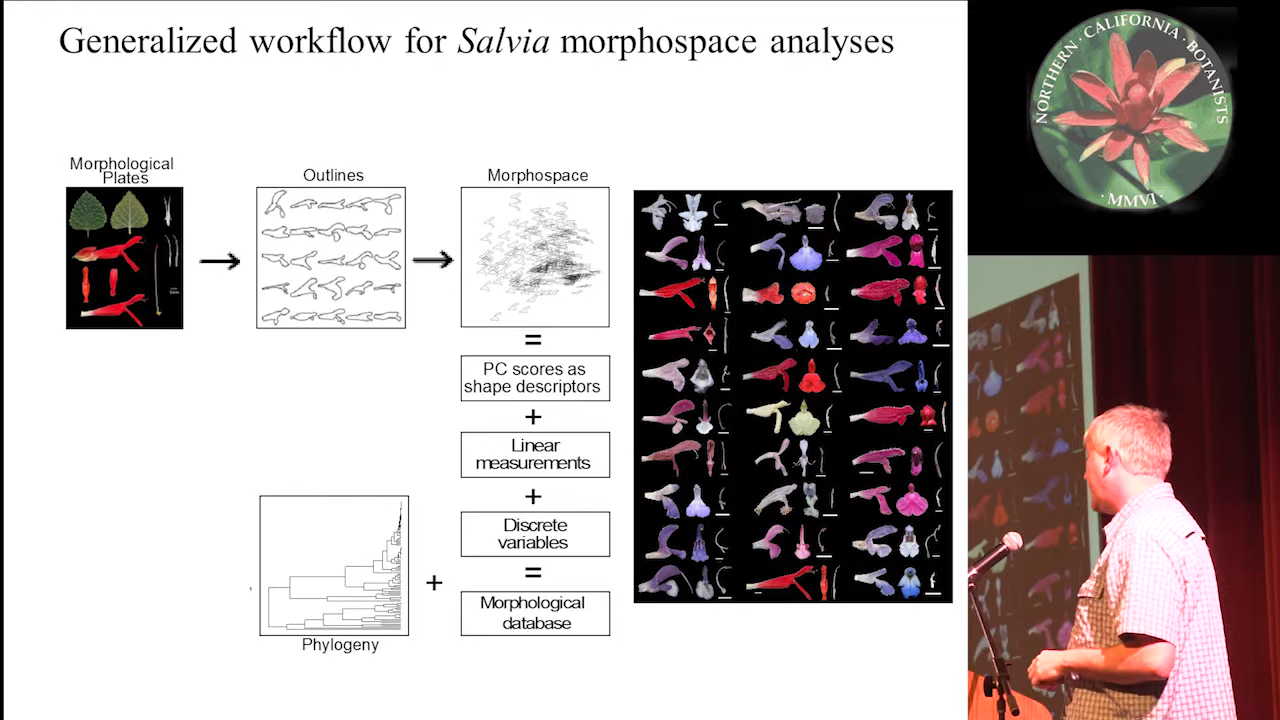 Generalized workflow for Salvia morphospace analyses
Morphological
Plates
Outlines
Morphospace
=
PC scores as
shape descriptors
+
Linear
measurements
+
Discrete
variables
=
+
Morphological
database
Phylogeny
NORTHERN · CALIFORNIA · BOTANISTS
· MMVI ·